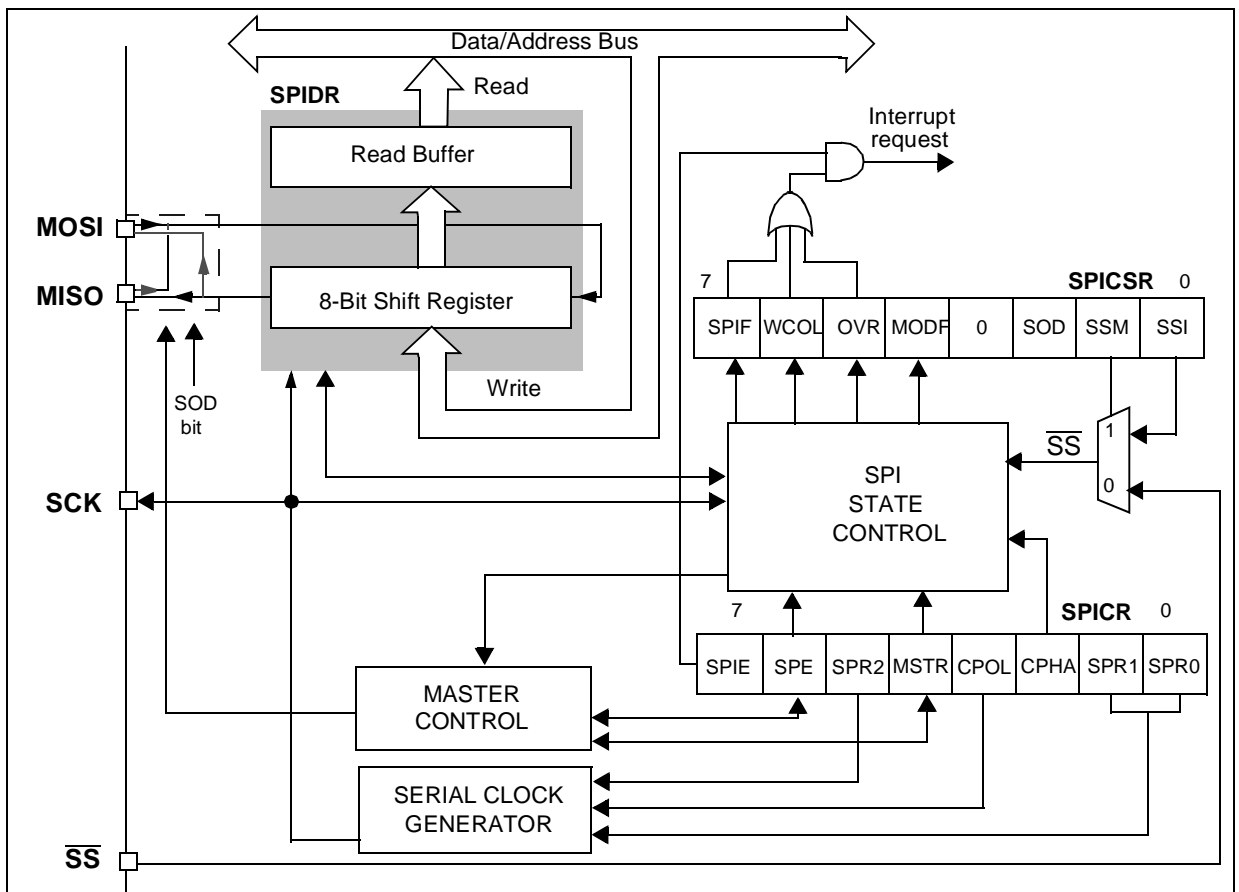 Data/Address Bus
SPIDR
Read
Interrupt
request
Read Buffer
MOSI
MISO
8-Bit Shift Register
7
SPICSR
0
SPIF
WCOL
OVR
MODF
0
SOD
SSM
SSI
Write
SOD
bit
1
SS
0
SCK
SPI
STATE
CONTROL
7
SPICR
0
SPIE
SPE
SPR2
MSTR
CPOL
CPHA
SPR1
SPR0
MASTER
CONTROL
SERIAL CLOCK
GENERATOR
SS